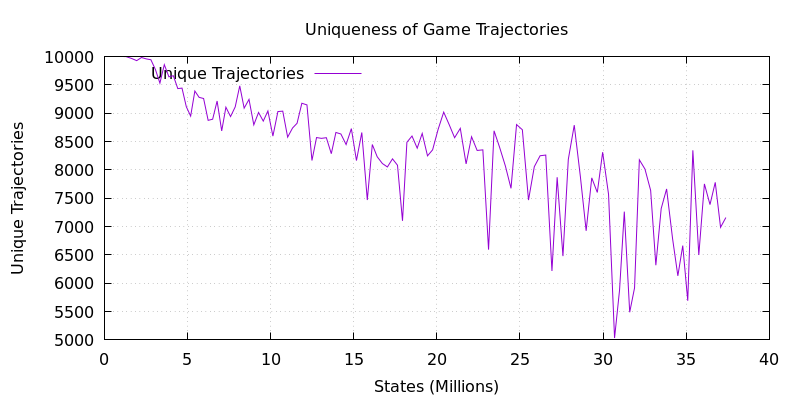 Uniqueness of Game Trajectories
Unique Trajectories
Unique Trajectories
10000
9500
9000
8500
8000
7500
7000
6500
6000
5500
5000
0 5 10 15 20 25 30 35 40
States (Millions)